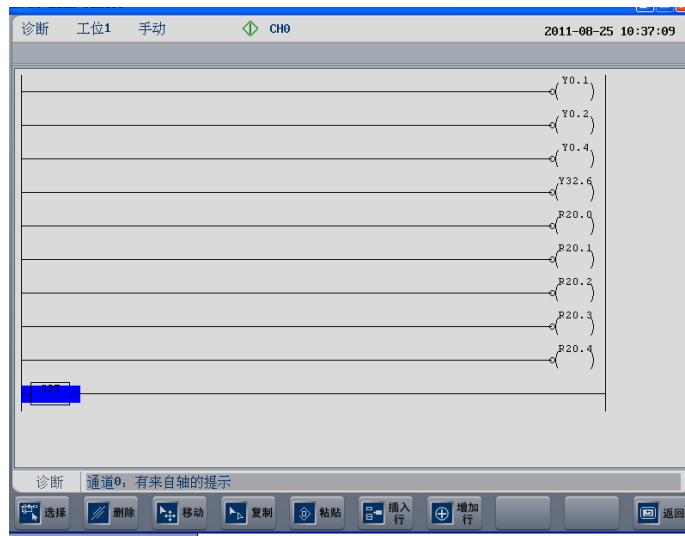 诊断 工位1 手动 CH0 2011-08-25 10:37:09
Y0.1
Y0.2
Y0.4
Y32.6
R20.0
R20.1
R20.2
R20.3
R20.4
诊断 通道0: 有来自轴的提示
选择 删除 移动 复制 粘贴 插入行 增加行 返回